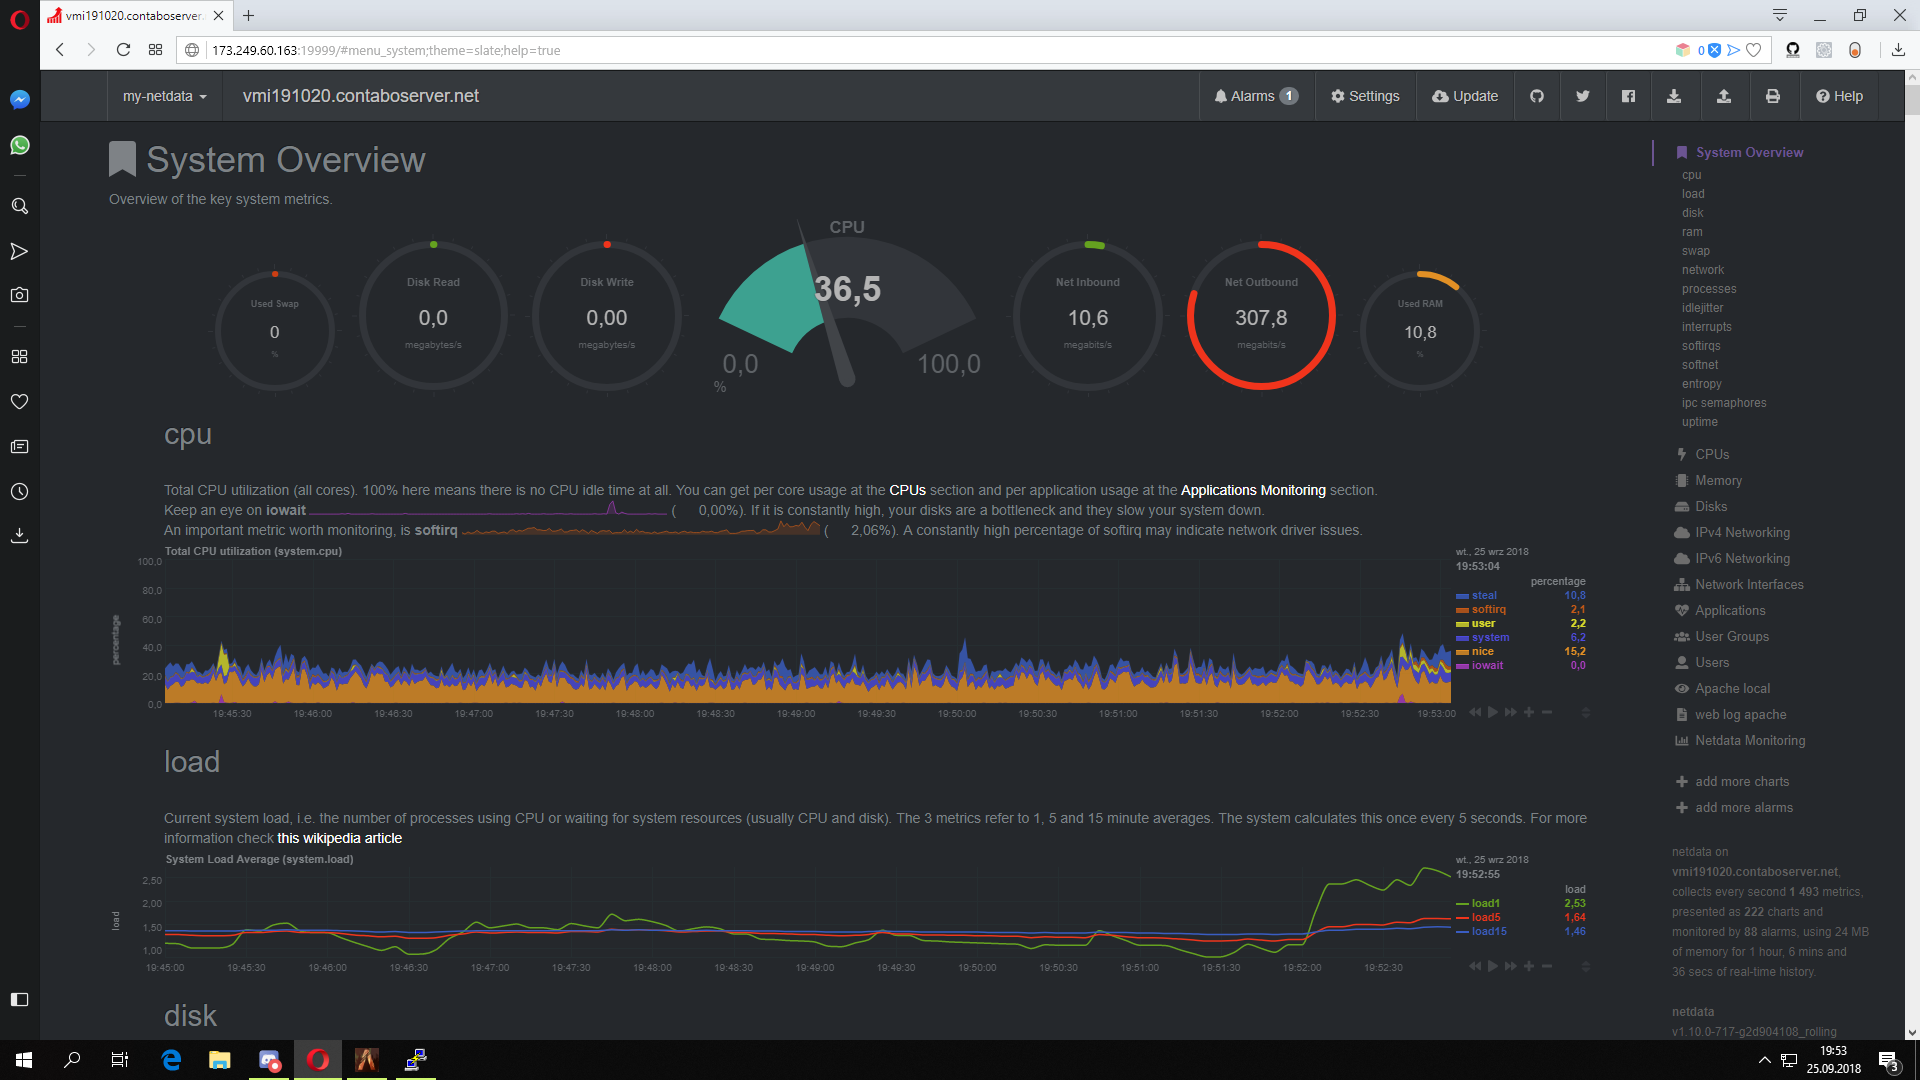 vmi191020.contaboserver.
173.249.60.163:19999/#menu_system;theme=slate;help=true
0
my-netdata
vmi191020.contaboserver.net
Alarms 1
Settings
Update
Help
System Overview
Overview of the key system metrics.
Used Swap
0
%
Disk Read
0,0
megabytes/s
Disk Write
0,00
megabytes/s
CPU
36,5
0,0
100,0
%
Net Inbound
10,6
megabits/s
Net Outbound
307,8
megabits/s
Used RAM
10,8
%
cpu
Total CPU utilization (all cores). 100% here means there is no CPU idle time at all. You can get per core usage at the CPUs section and per application usage at the Applications Monitoring section.
Keep an eye on iowait ( 0,00%). If it is constantly high, your disks are a bottleneck and they slow your system down.
An important metric worth monitoring, is softirq ( 2,06%). A constantly high percentage of softirq may indicate network driver issues.
Total CPU utilization (system.cpu)
percentage
100,0
80,0
60,0
40,0
20,0
0,0
19:45:30 19:46:00 19:46:30 19:47:00 19:47:30 19:48:00 19:48:30 19:49:00 19:49:30 19:50:00 19:50:30 19:51:00 19:51:30 19:52:00 19:52:30 19:53:00
wt., 25 wrz 2018
19:53:04
percentage
steal 10,8
softirq 2,1
user 2,2
system 6,2
nice 15,2
iowait 0,0
load
Current system load, i.e. the number of processes using CPU or waiting for system resources (usually CPU and disk). The 3 metrics refer to 1, 5 and 15 minute averages. The system calculates this once every 5 seconds. For more
information check this wikipedia article
System Load Average (system.load)
load
2,50
2,00
1,50
1,00
19:45:00 19:45:30 19:46:00 19:46:30 19:47:00 19:47:30 19:48:00 19:48:30 19:49:00 19:49:30 19:50:00 19:50:30 19:51:00 19:51:30 19:52:00 19:52:30
wt., 25 wrz 2018
19:52:55
load
load1 2,53
load5 1,64
load15 1,46
disk
System Overview
cpu
load
disk
ram
swap
network
processes
idlejitter
interrupts
softirqs
softnet
entropy
ipc semaphores
uptime
CPUs
Memory
Disks
IPv4 Networking
IPv6 Networking
Network Interfaces
Applications
User Groups
Users
Apache local
web log apache
Netdata Monitoring
add more charts
add more alarms
netdata on
vmi191020.contaboserver.net,
collects every second 1 493 metrics,
presented as 222 charts and
monitored by 88 alarms, using 24 MB
of memory for 1 hour, 6 mins and
36 secs of real-time history.
netdata
v1.10.0-717-g2d904108_rolling
19:53
25.09.2018
3